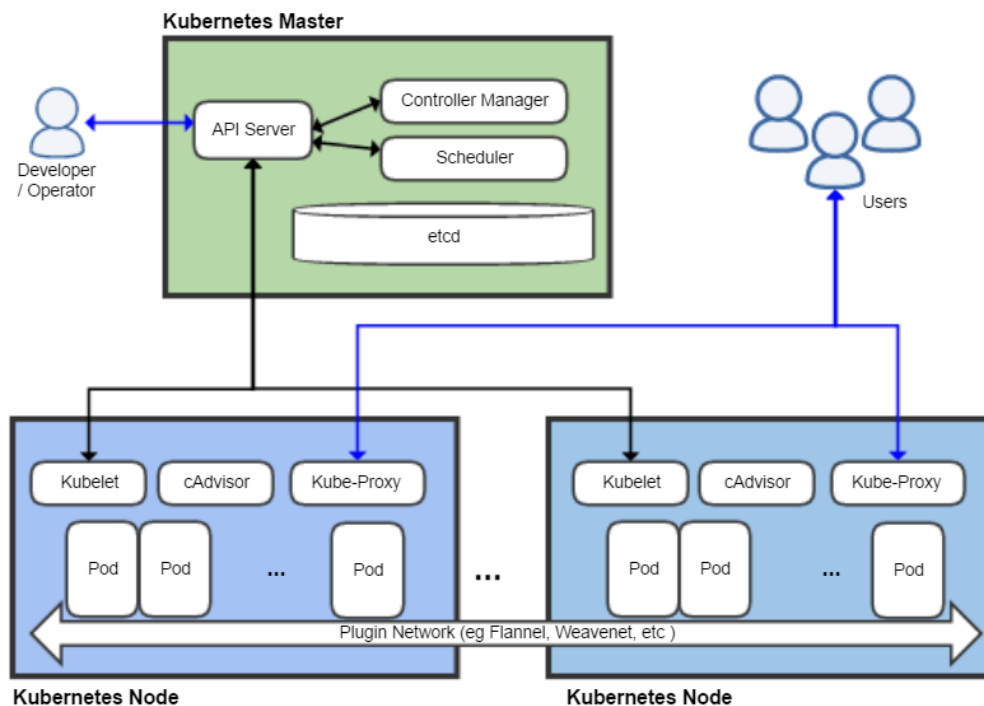 Kubernetes Master
Developer
/ Operator
API Server
Controller Manager
Scheduler
etcd
Users
Kubelet
cAdvisor
Kube-Proxy
Pod
Pod
...
Pod
...
Kubelet
cAdvisor
Kube-Proxy
Pod
Pod
...
Pod
Plugin Network (eg Flannel, Weavenet, etc )
Kubernetes Node
Kubernetes Node